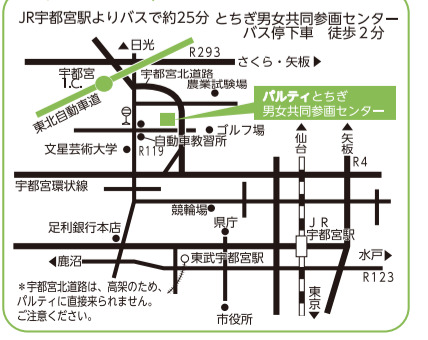 JR宇都宮駅よりバスで約25分 とちぎ男女共同参画センター
バス停下車 徒歩2分
▲日光
R293
さくら・矢板▶
宇都宮
I.C.
宇都宮北道路
農業試験場
東北自動車道
パルティとちぎ
男女共同参画センター
ゴルフ場
自動車教習所
文星芸術大学
R119
▲仙台
▲矢板
R4
宇都宮環状線
競輪場
県庁
足利銀行本店
JR
宇都宮駅
◀鹿沼
東武宇都宮駅
水戸▶
R123
東京▼
市役所
＊宇都宮北道路は、高架のため、
パルティに直接来られません。
ご注意ください。